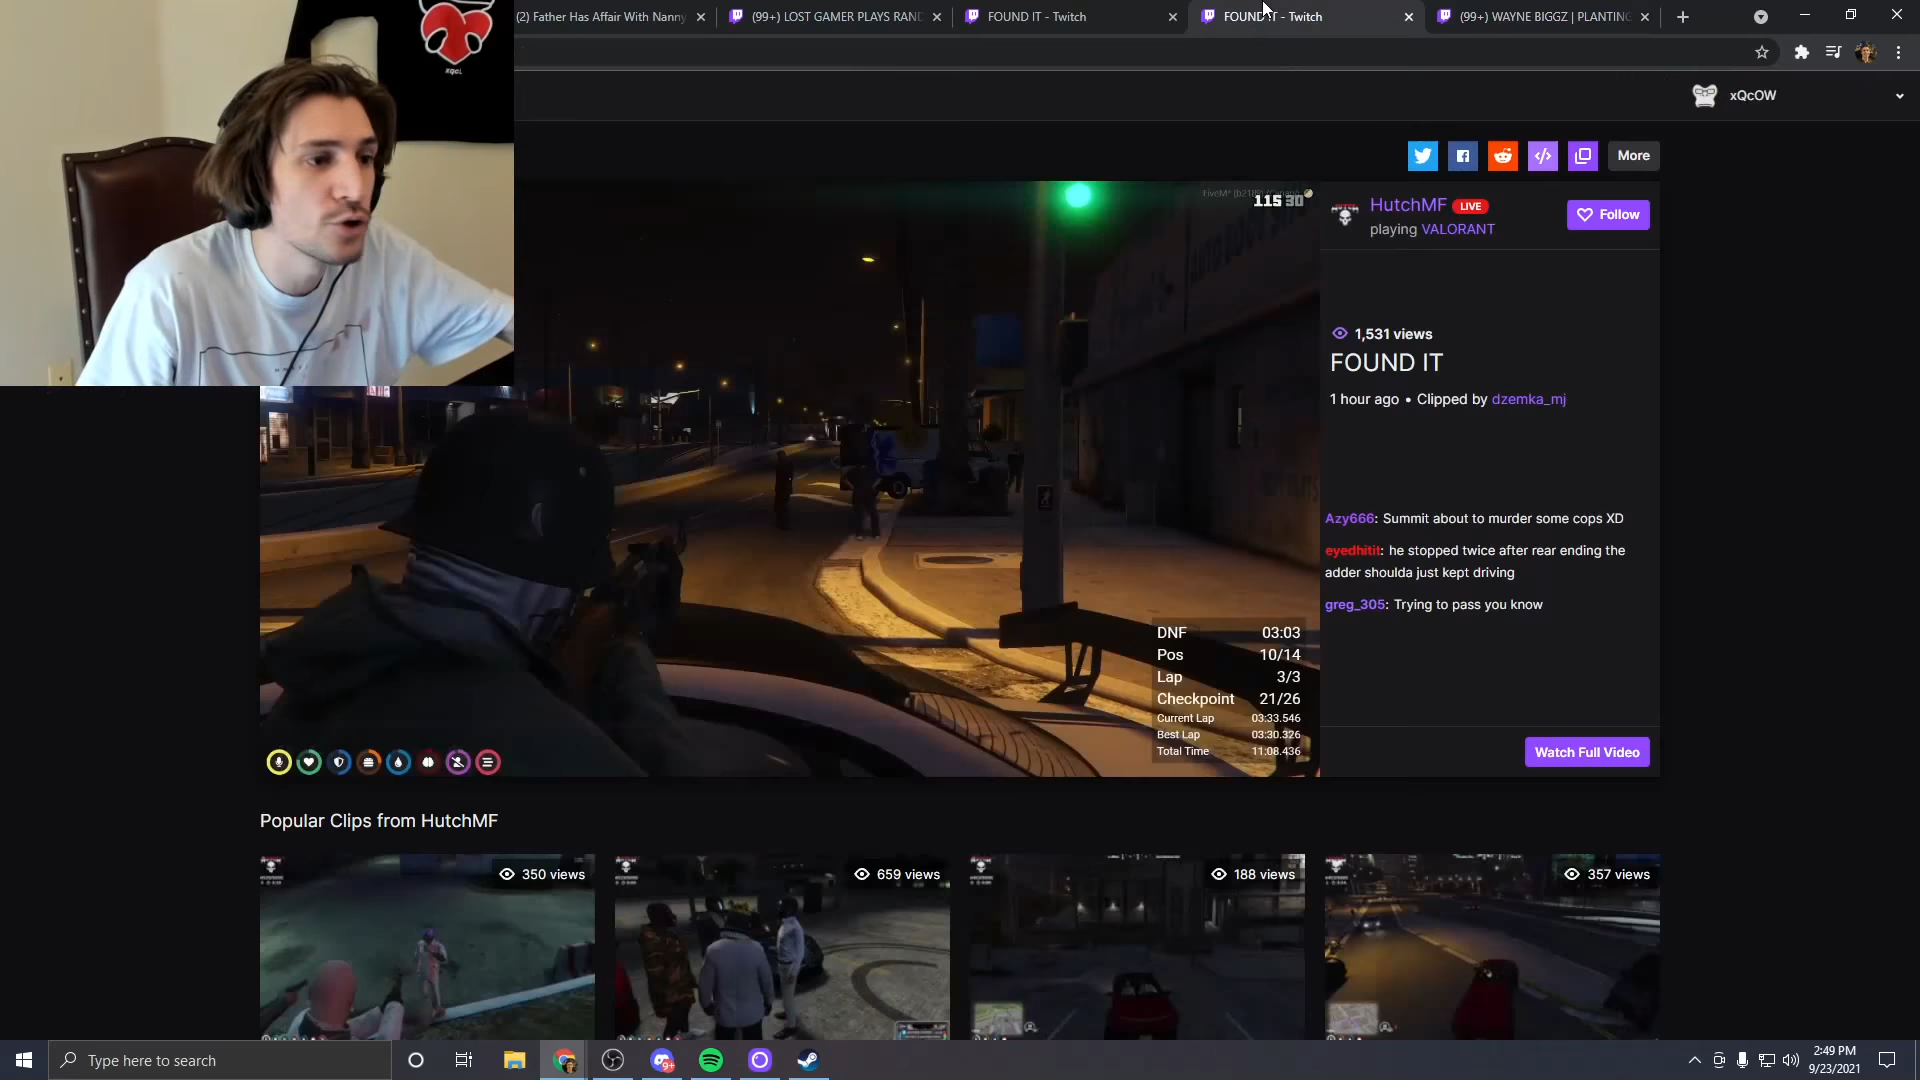 (2) Father Has Affair With Nanny
(99+) LOST GAMER PLAYS RAND
FOUND IT - Twitch
FOUND IT - Twitch
(99+) WAYNE BIGGZ | PLANTING
xQcOW
More
115 30
HutchMF LIVE
playing VALORANT
Follow
1,531 views
FOUND IT
1 hour ago • Clipped by dzemka_mj
Azy666: Summit about to murder some cops XD
eyedhitit: he stopped twice after rear ending the
adder shoulda just kept driving
greg_305: Trying to pass you know
DNF 03:03
Pos 10/14
Lap 3/3
Checkpoint 21/26
Current Lap 03:33.546
Best Lap 03:30.326
Total Time 11:08.436
Watch Full Video
Popular Clips from HutchMF
350 views
659 views
188 views
357 views
Type here to search
9+
2:49 PM
9/23/2021